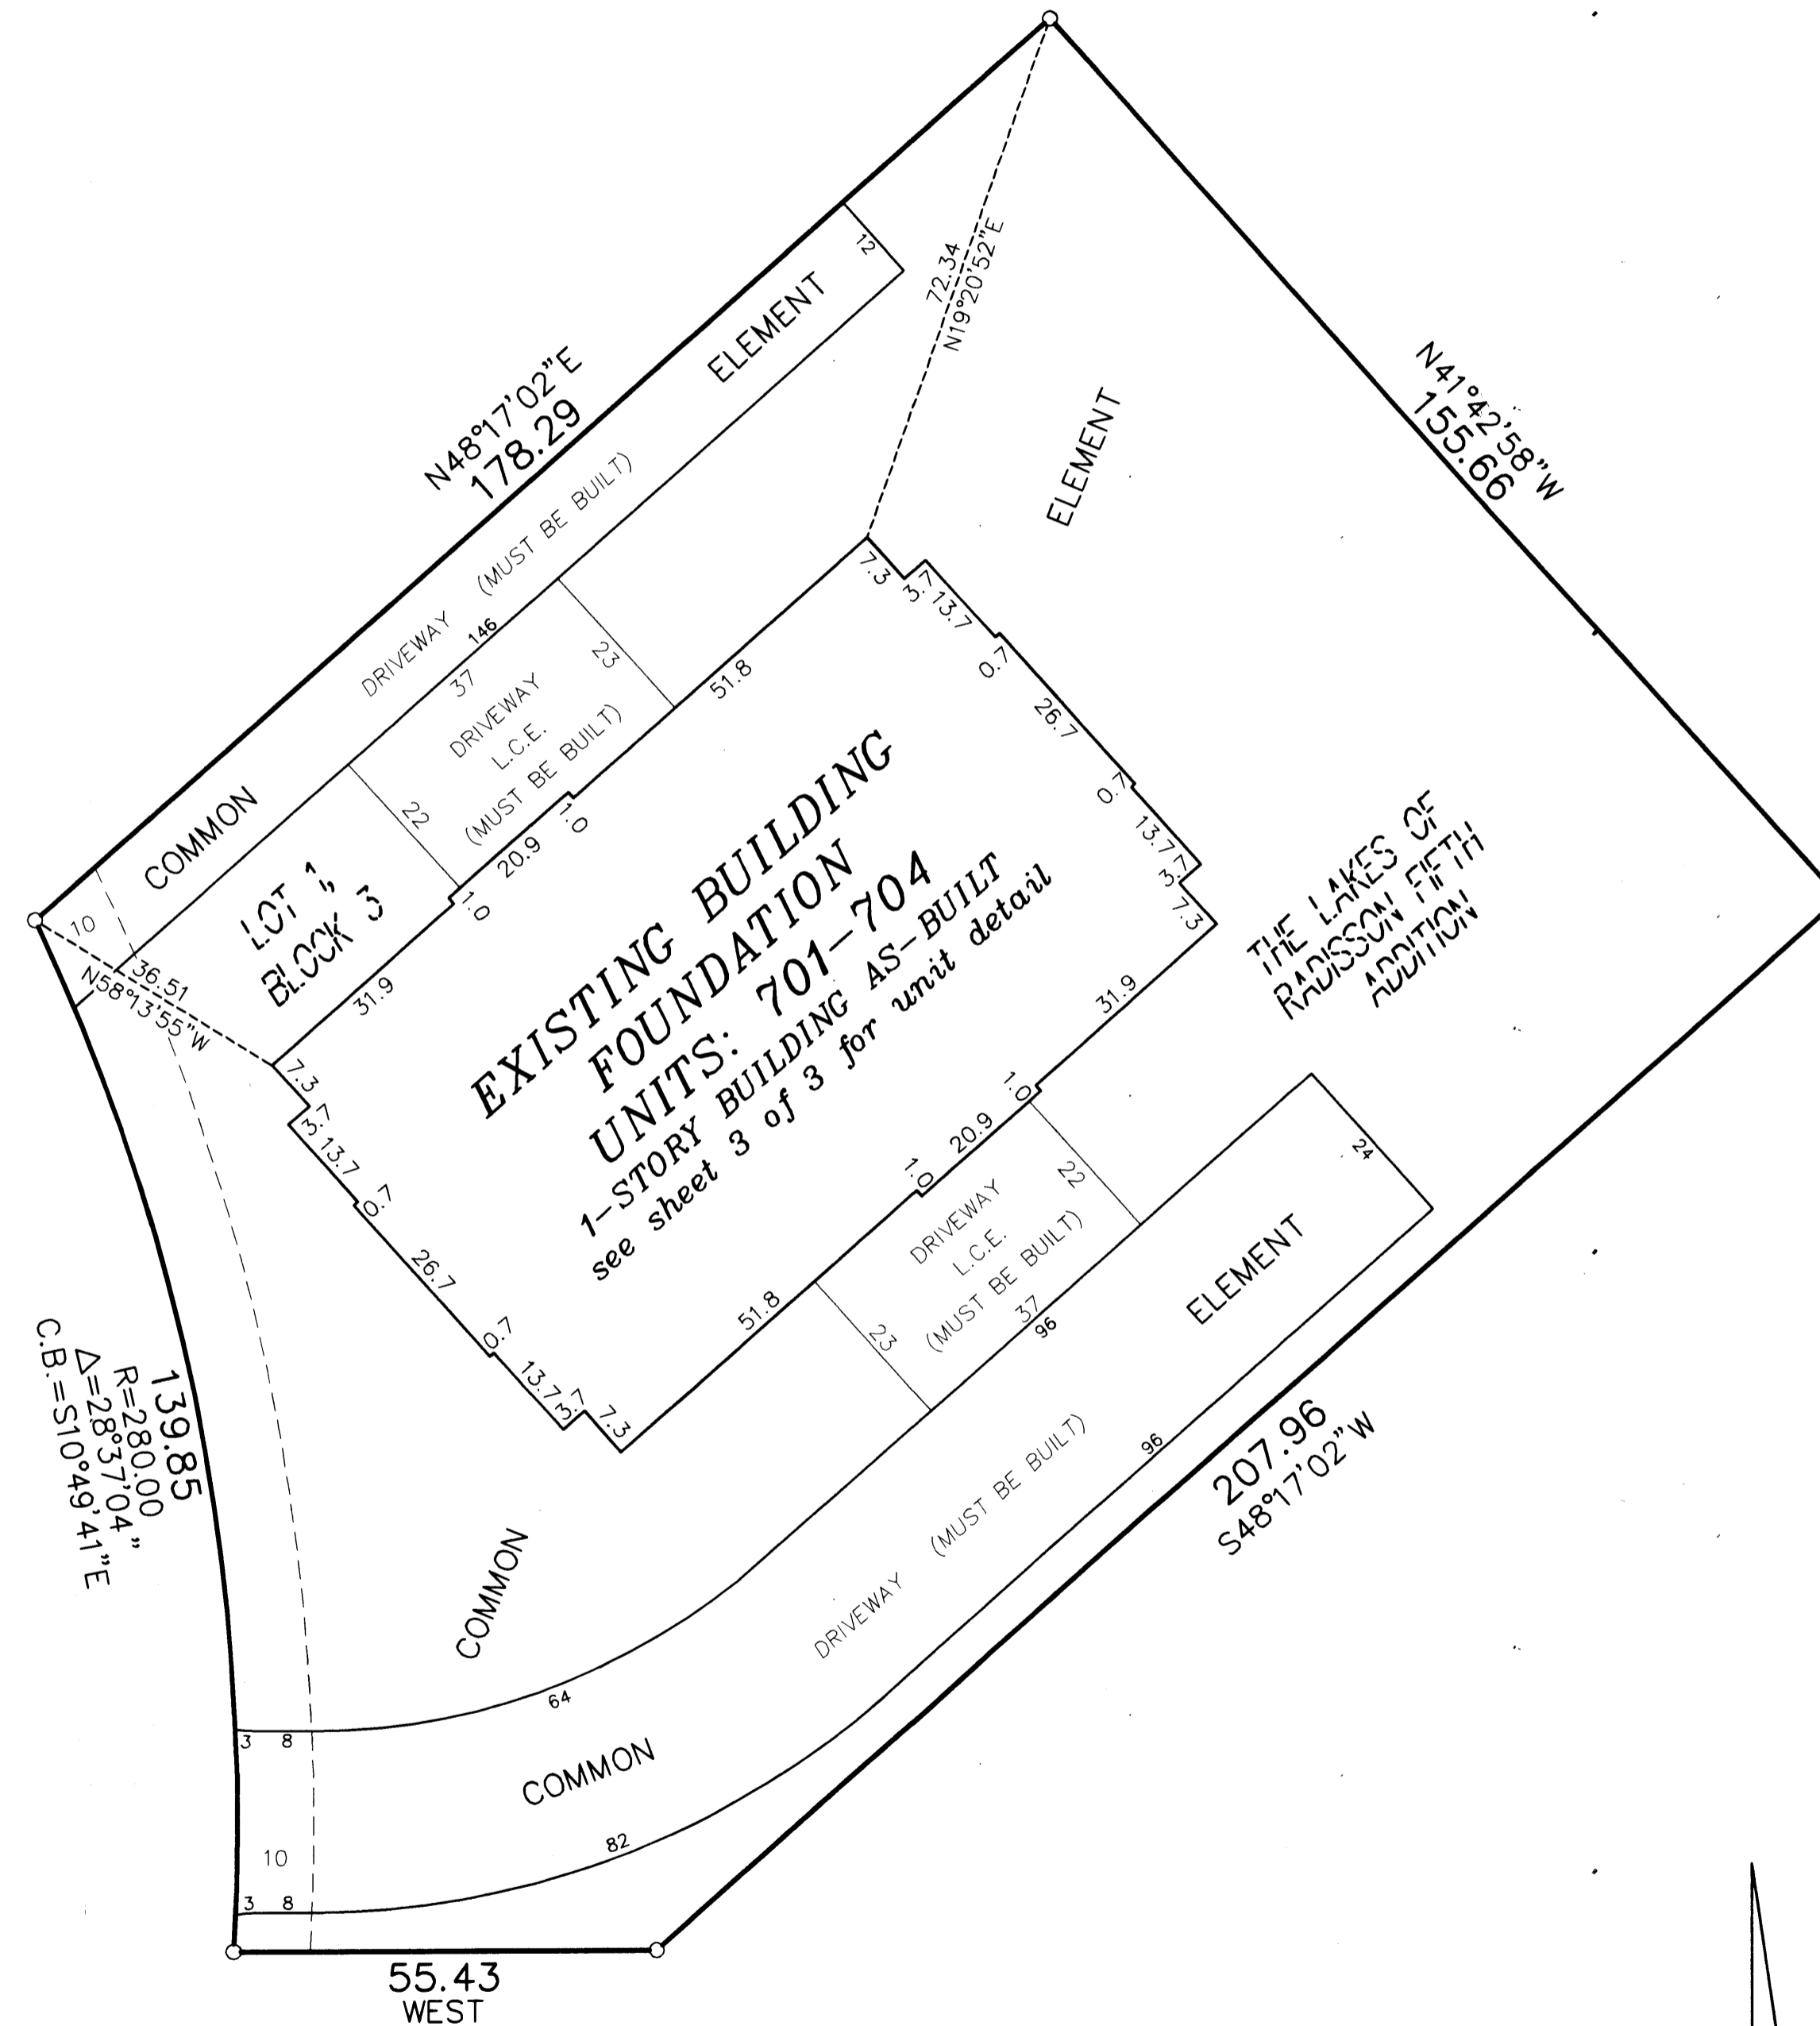 N48°17'02"E
178.29
N41°42'58"W
155.66
12
ELEMENT
72.34
N19°20'52"E
ELEMENT
DRIVEWAY (MUST BE BUILT)
146
37
DRIVEWAY
L.C.E.
(MUST BE BUILT)
23
22
COMMON
10
36.51
N58°13'55"W
LOT 1,
BLOCK 3
51.8
1.0
20.9
1.0
31.9
7.3
3.7
13.7
0.7
26.7
0.7
13.7
3.7
7.3
EXISTING BUILDING
FOUNDATION
UNITS: 701-704
1-STORY BUILDING AS-BUILT
see sheet 3 of 3 for unit detail
THE LAKES OF
RADISSON FIFTH
ADDITION
7.3
3.7
13.7
0.7
26.7
0.7
13.7
3.7
7.3
31.9
1.0
20.9
1.0
51.8
DRIVEWAY
L.C.E.
(MUST BE BUILT)
22
23
37
96
24
ELEMENT
96
DRIVEWAY (MUST BE BUILT)
207.96
S48°17'02"W
139.85
R=280.00
Δ=28°37'04"
C.B.=S10°49'41"E
COMMON
64
3 8
COMMON
82
10
3 8
55.43
WEST